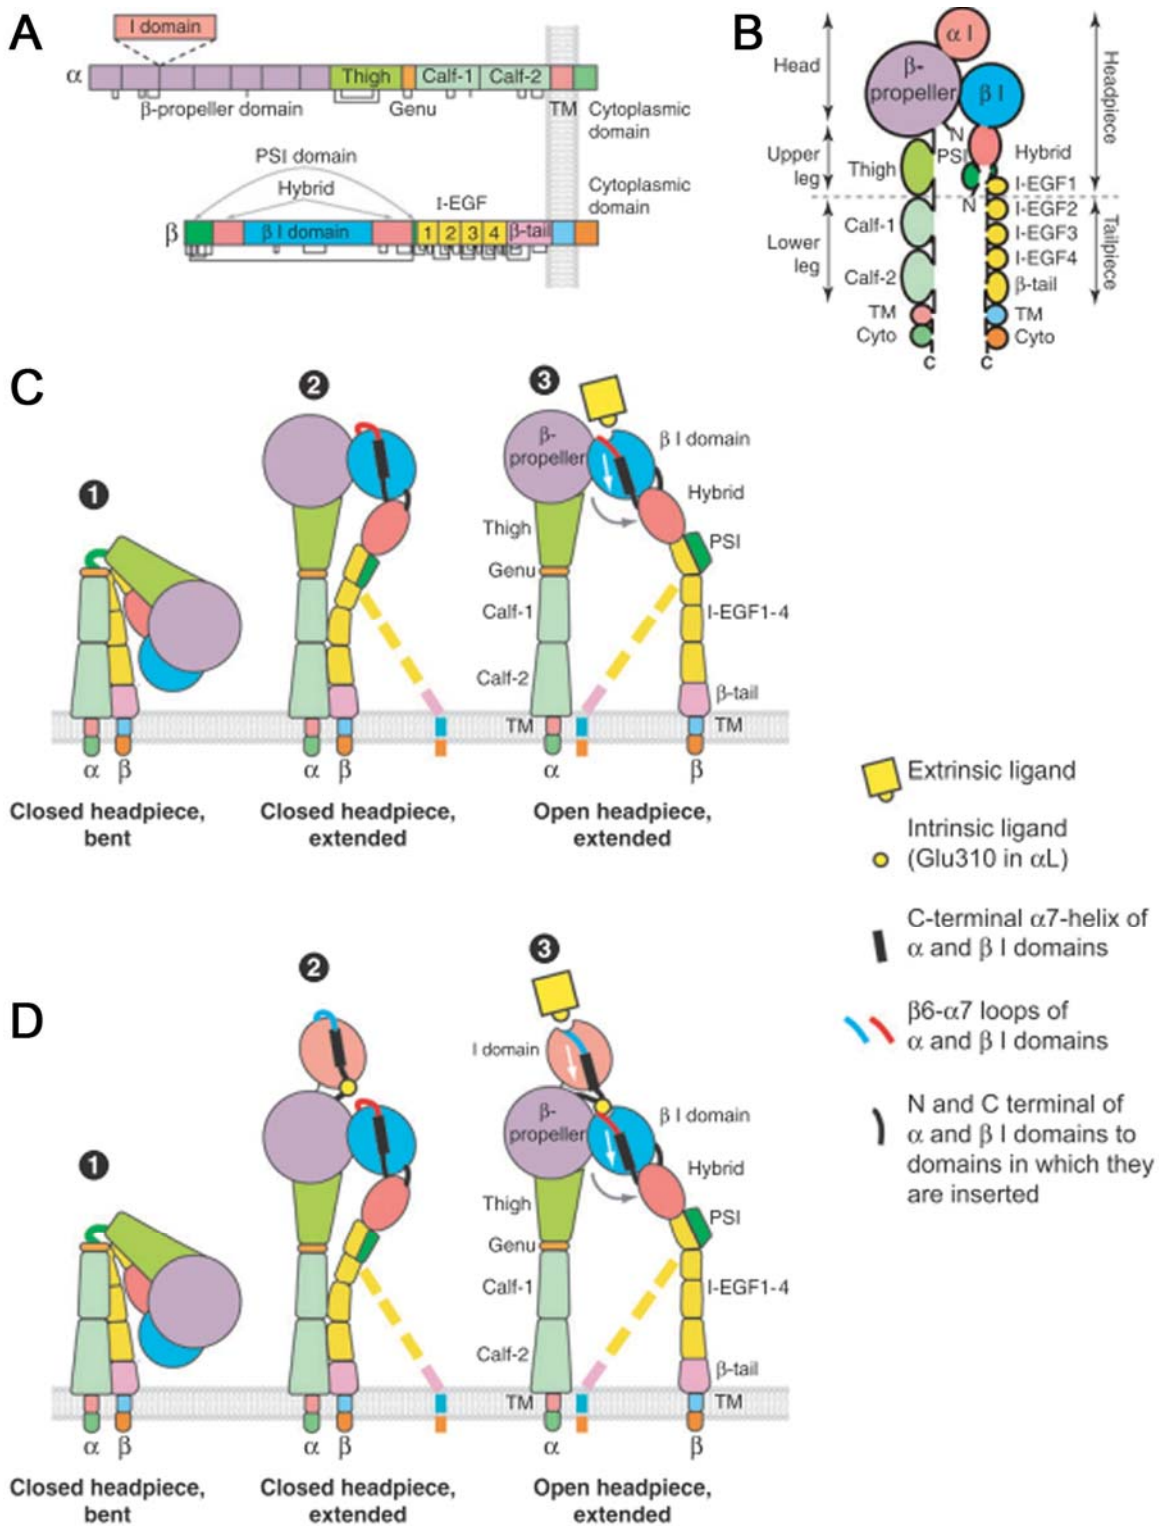 A
I domain
α
Thigh
Calf-1
Calf-2
β-propeller domain
Genu
TM
Cytoplasmic
domain
PSI domain
Hybrid
I-EGF
Cytoplasmic
domain
β
β I domain
1 2 3 4
β-tail
B
α I
β-
propeller
β I
Head
Headpiece
N
PSI
Hybrid
Upper
leg
Thigh
I-EGF1
N
I-EGF2
Calf-1
I-EGF3
Lower
leg
Tailpiece
I-EGF4
Calf-2
β-tail
TM
TM
Cyto
Cyto
C
C
C
1
2
3
β-
propeller
β I domain
Hybrid
Thigh
PSI
Genu
Calf-1
I-EGF1-4
Calf-2
β-tail
TM
TM
α β
α β
α
β
Closed headpiece,
bent
Closed headpiece,
extended
Open headpiece,
extended
Extrinsic ligand
Intrinsic ligand
(Glu310 in αL)
C-terminal α7-helix of
α and β I domains
β6-α7 loops of
α and β I domains
N and C terminal of
α and β I domains to
domains in which they
are inserted
D
1
2
3
I domain
β-
propeller
β I domain
Hybrid
Thigh
PSI
Genu
Calf-1
I-EGF1-4
Calf-2
β-tail
TM
TM
α β
α β
α
β
Closed headpiece,
bent
Closed headpiece,
extended
Open headpiece,
extended